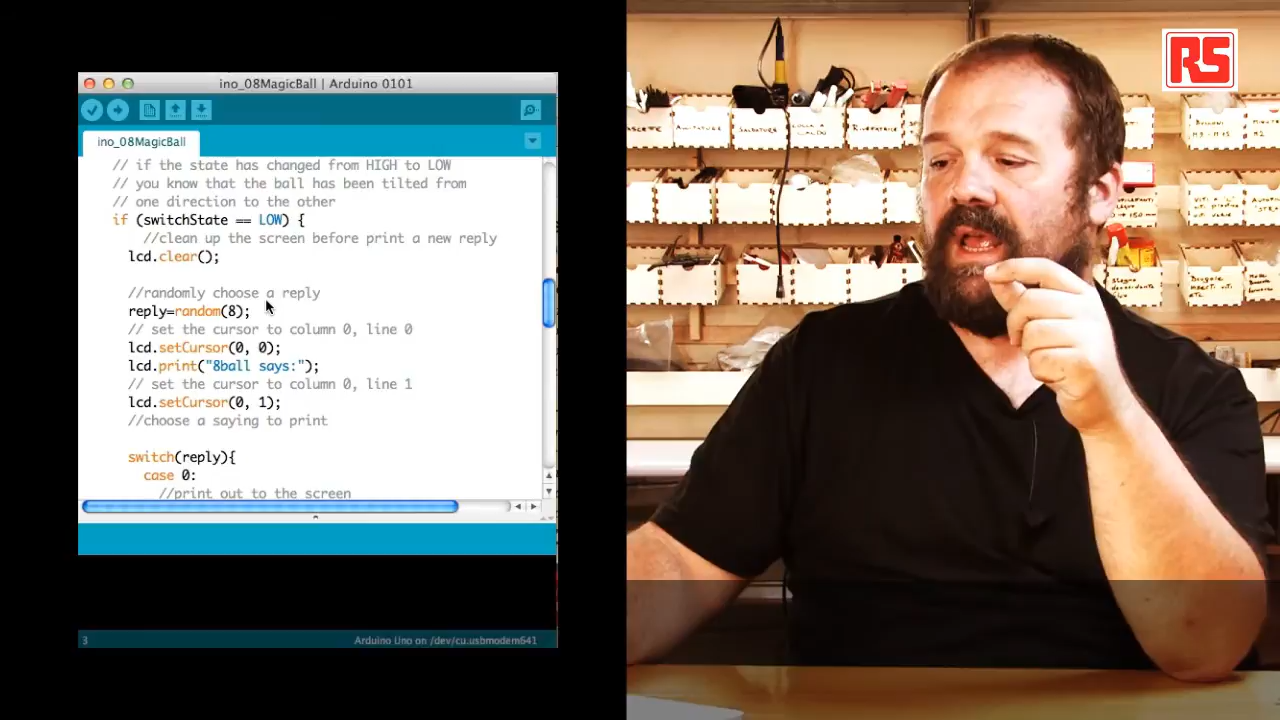 ino_08MagicBall | Arduino 0101
ino_08MagicBall
// if the state has changed from HIGH to LOW
// you know that the ball has been tilted from
// one direction to the other
if (switchState == LOW) {
//clean up the screen before print a new reply
lcd.clear();
//randomly choose a reply
reply=random(8);
// set the cursor to column 0, line 0
lcd.setCursor(0, 0);
lcd.print("8ball says:");
// set the cursor to column 0, line 1
lcd.setCursor(0, 1);
//choose a saying to print
switch(reply){
case 0:
//print out to the screen
3
Arduino Uno on /dev/cu.usbmodem641
RS